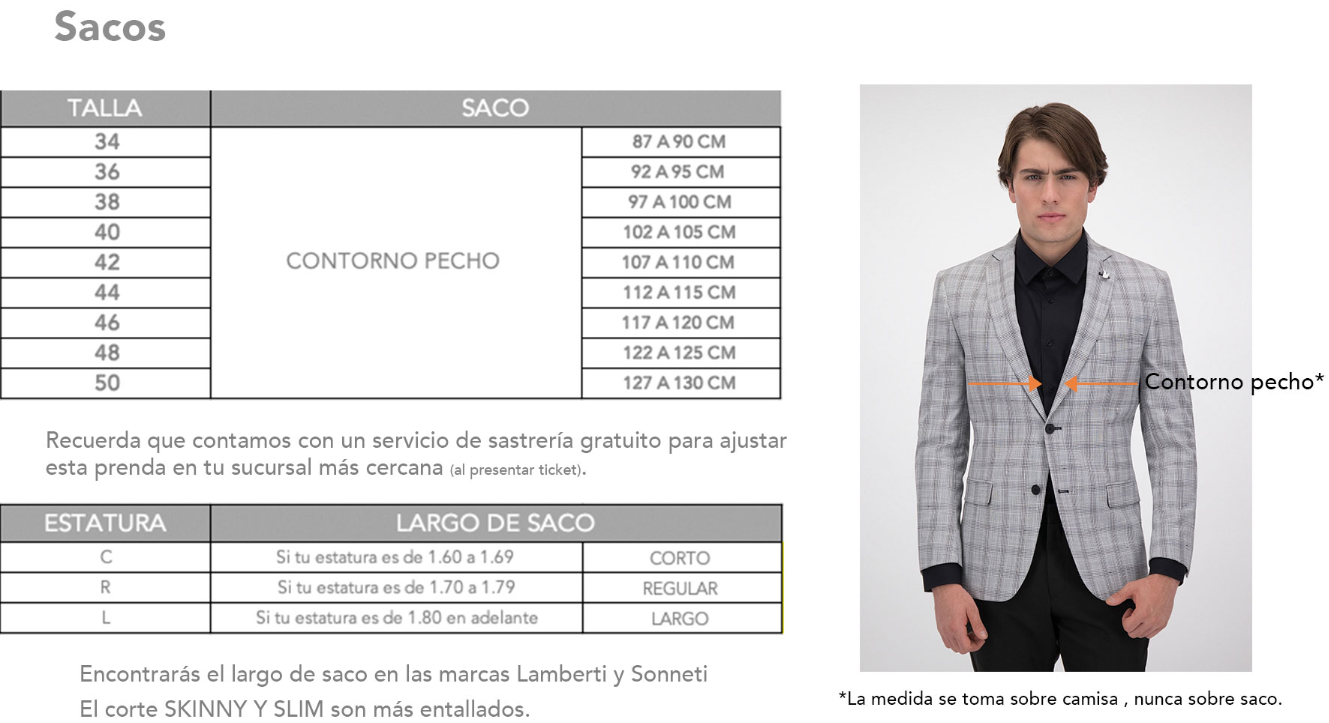 Sacos
TALLA SACO
34 87 A 90 CM
36 92 A 95 CM
38 97 A 100 CM
40 102 A 105 CM
42 CONTORNO PECHO 107 A 110 CM
44 112 A 115 CM
46 117 A 120 CM
48 122 A 125 CM
50 127 A 130 CM
Recuerda que contamos con un servicio de sastrería gratuito para ajustar
esta prenda en tu sucursal más cercana (al presentar ticket).
ESTATURA LARGO DE SACO
C Si tu estatura es de 1.60 a 1.69 CORTO
R Si tu estatura es de 1.70 a 1.79 REGULAR
L Si tu estatura es de 1.80 en adelante LARGO
Encontrarás el largo de saco en las marcas Lamberti y Sonneti
El corte SKINNY Y SLIM son más entallados.
Contorno pecho*
*La medida se toma sobre camisa , nunca sobre saco.